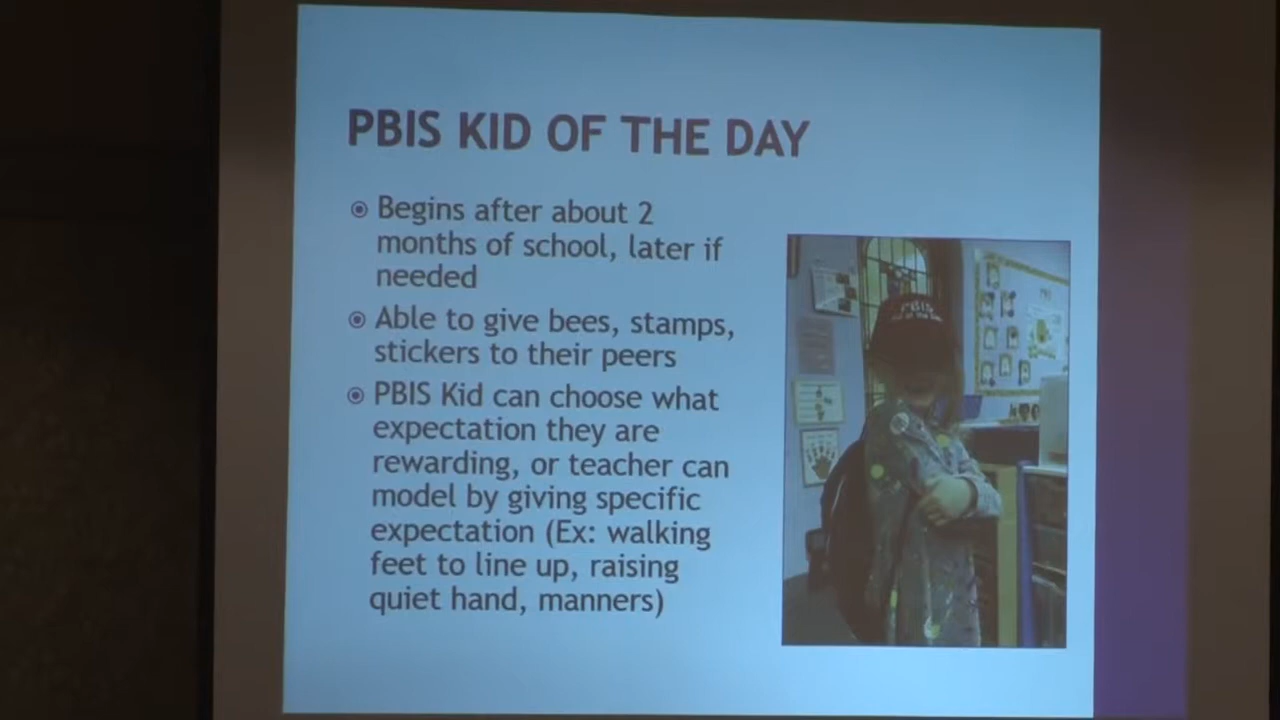 PBIS KID OF THE DAY
Begins after about 2
months of school, later if
needed
Able to give bees, stamps,
stickers to their peers
PBIS Kid can choose what
expectation they are
rewarding, or teacher can
model by giving specific
expectation (Ex: walking
feet to line up, raising
quiet hand, manners)
PBIS